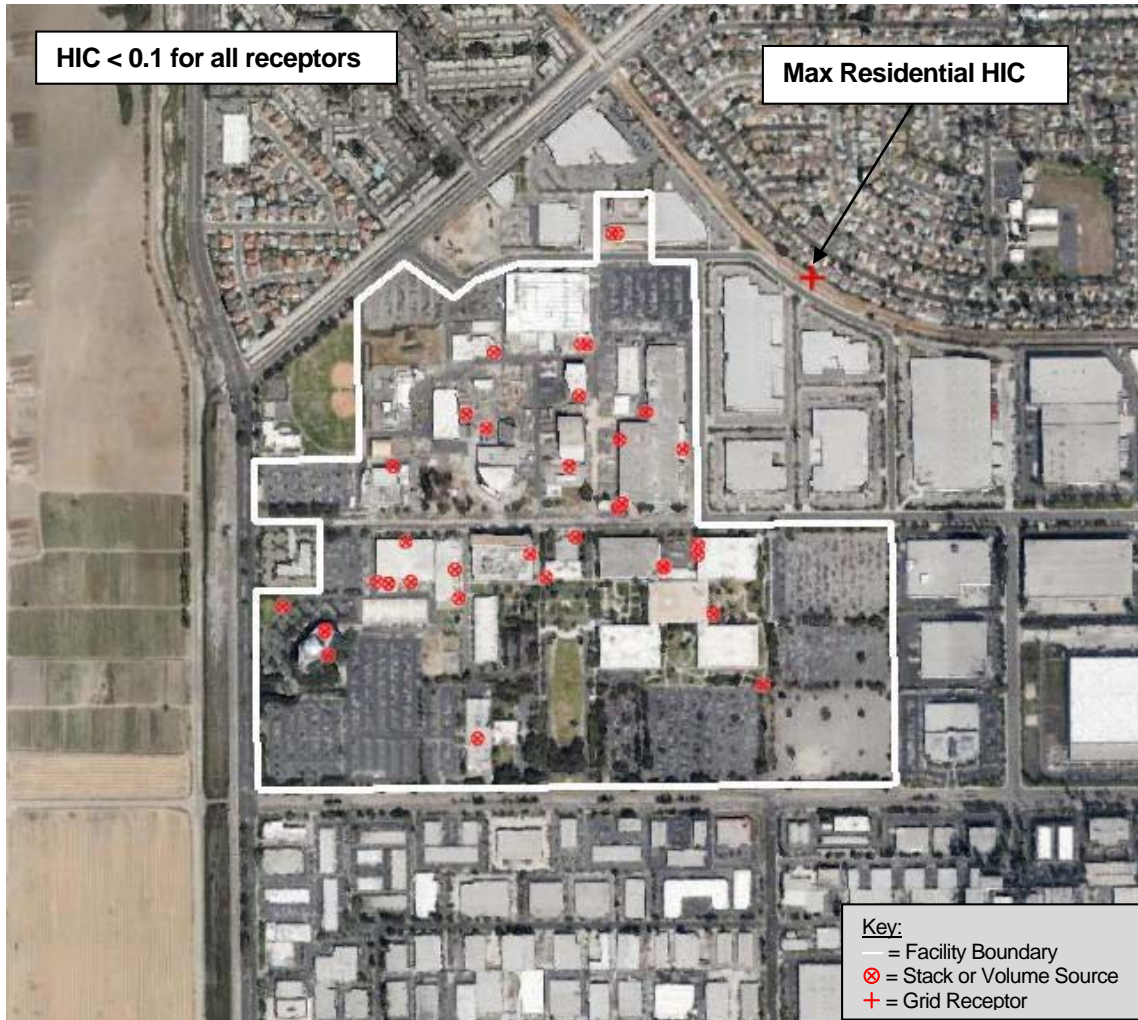 HIC < 0.1 for all receptors
Max Residential HIC
Key:
— = Facility Boundary
⊗ = Stack or Volume Source
+ = Grid Receptor